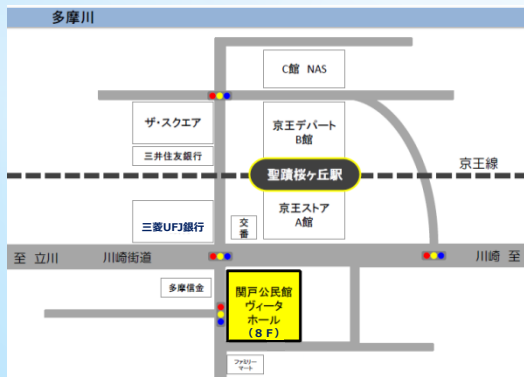 多摩川
C館 NAS
ザ・スクエア
京王デパート
B館
三井住友銀行
京王線
聖蹟桜ヶ丘駅
三菱UFJ銀行
交
番
京王ストア
A館
至 立川
川崎街道
川崎 至
多摩信金
関戸公民館
ヴィータ
ホール
(8F)
ファミリー
マート